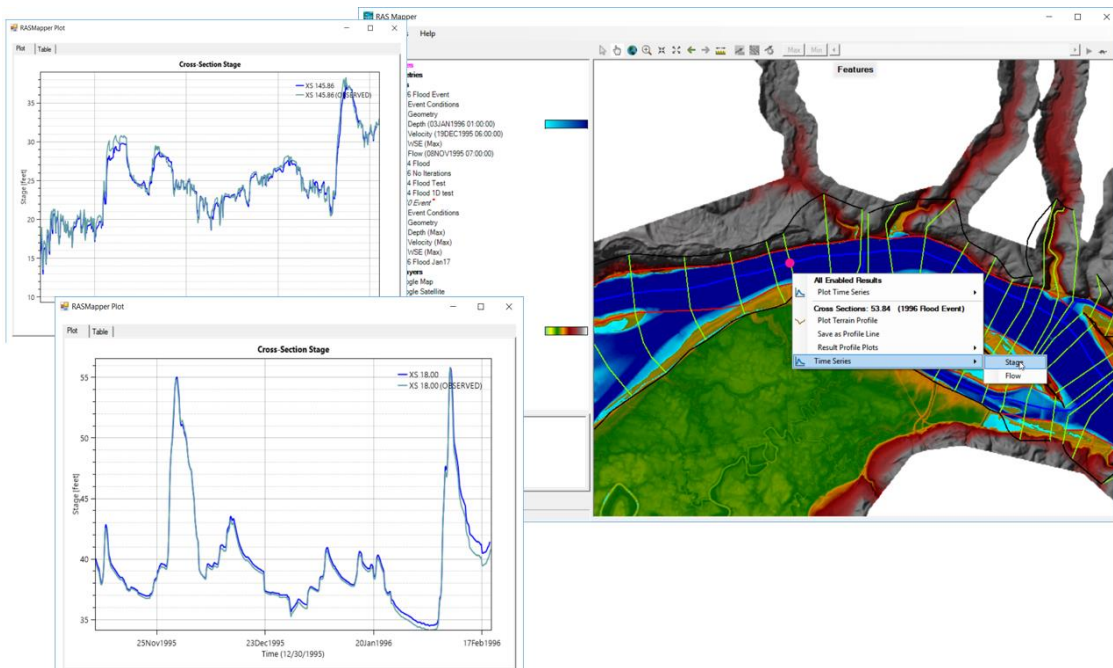 RASMapper Plot
Plot
Table
Cross-Section Stage
XS 145.86
XS 145.86 (OBSERVED)
Stage (feet)
35
30
25
20
15
10
RAS Mapper
Help
Max
Min
6 Flood Event
Event Conditions
Geometry
Depth (03JAN1996 01:00:00)
Velocity (19DEC1995 06:00:00)
WSE (Max)
Flow (08NOV1995 07:00:00)
4 Flood
6 No Iterations
4 Flood Test
4 Flood 1D test
0 Event
Event Conditions
Geometry
Depth (Max)
Velocity (Max)
WSE (Max)
6 Flood Jan17
ogle Map
ogle Satellite
Features
All Enabled Results
Plot Time Series
Cross Sections: 53.84 (1996 Flood Event)
Plot Terrain Profile
Save as Profile Line
Result Profile Plots
Time Series
Stage
Flow
RASMapper Plot
Plot
Table
Cross-Section Stage
XS 18.00
XS 18.00 (OBSERVED)
Stage (feet)
55
50
45
40
35
25Nov1995
23Dec1995
20Jan1996
17Feb1996
Time (12/30/1995)